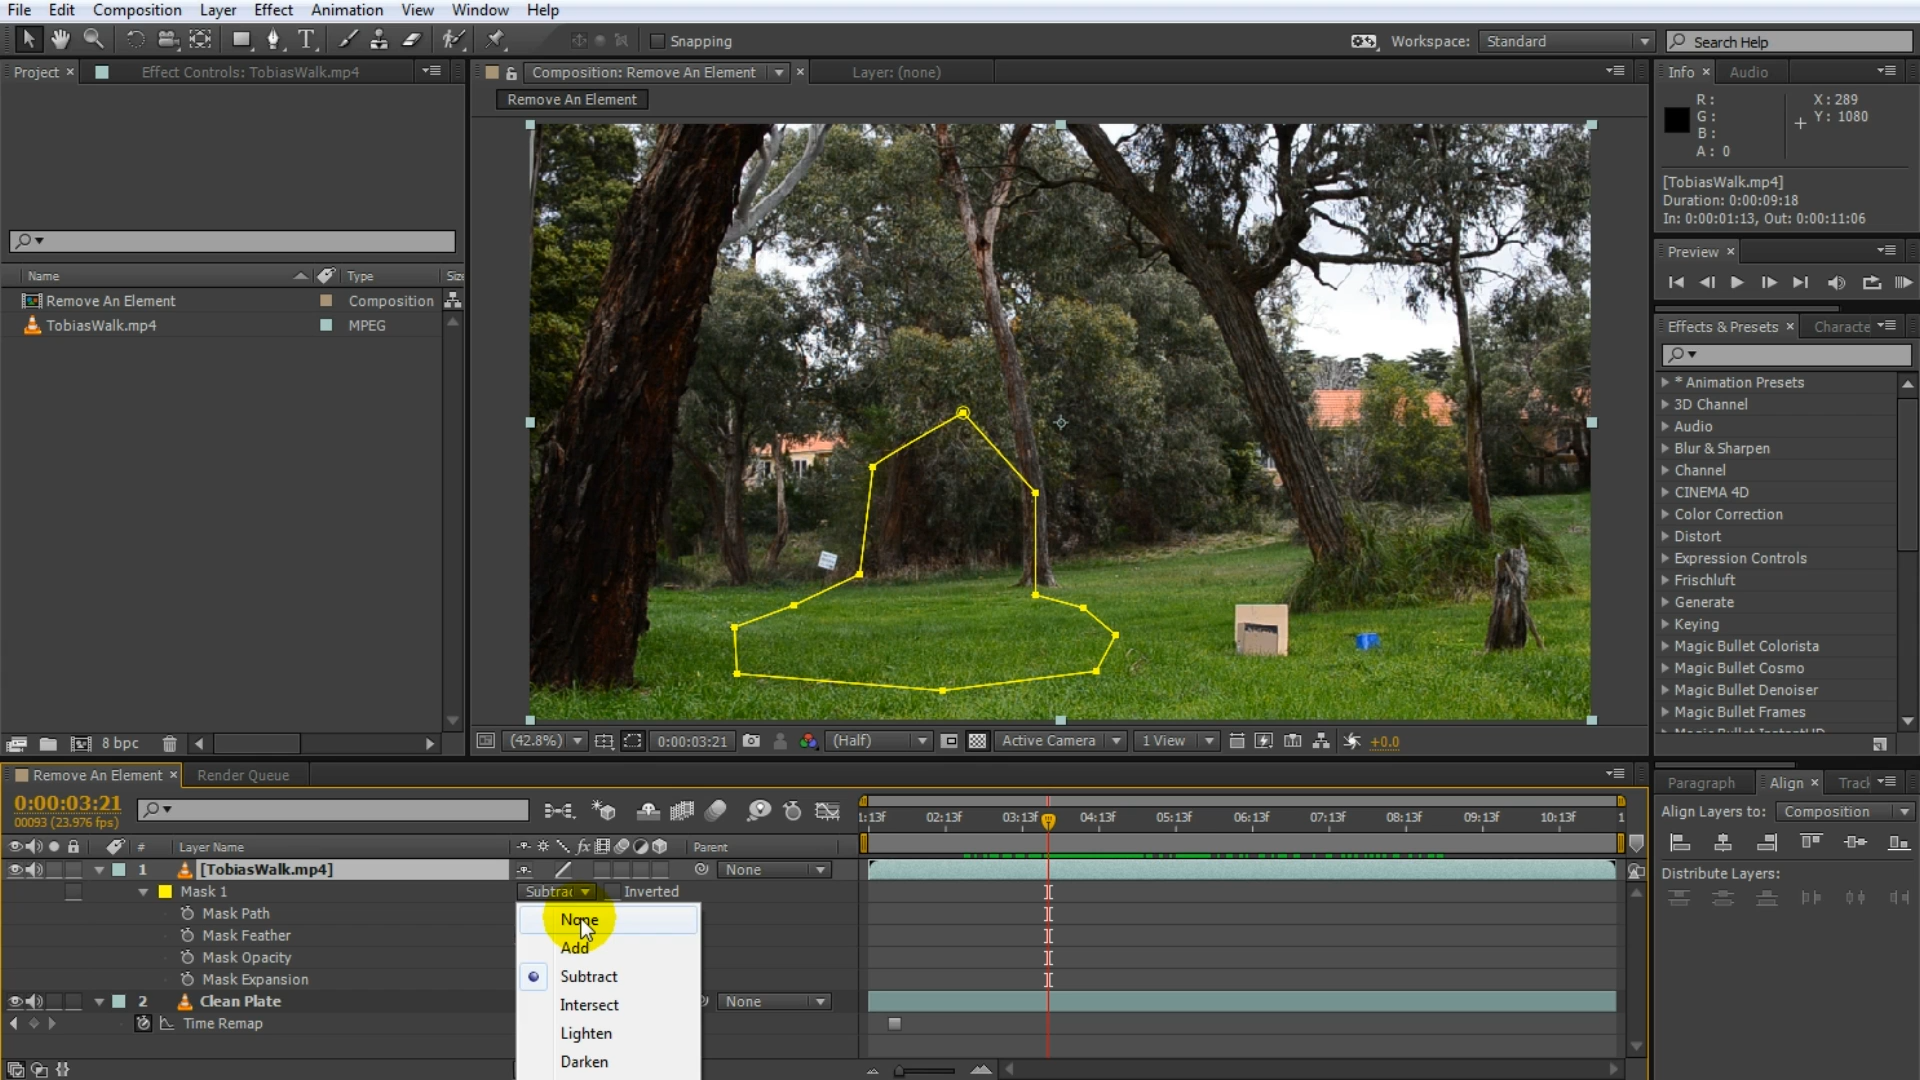 File Edit Composition Layer Effect Animation View Window Help
Snapping
Workspace: Standard
Search Help
Project × Effect Controls: TobiasWalk.mp4
Composition: Remove An Element × Layer: (none)
Info × Audio
Remove An Element
R: X: 289
G: Y: 1080
B:
A: 0
[TobiasWalk.mp4]
Duration: 0:00:09:18
In: 0:00:01:13, Out: 0:00:11:06
Preview ×
Name Type Size
Remove An Element Composition
TobiasWalk.mp4 MPEG
Effects & Presets × Characte
* Animation Presets
3D Channel
Audio
Blur & Sharpen
Channel
CINEMA 4D
Color Correction
Distort
Expression Controls
Frischluft
Generate
Keying
Magic Bullet Colorista
Magic Bullet Cosmo
Magic Bullet Denoiser
Magic Bullet Frames
8 bpc
(42.8%) 0:00:03:21 (Half) Active Camera 1 View +0.0
Remove An Element × Render Queue
Paragraph Align × Track
0:00:03:21
00093 (23.976 fps)
1:13f 02:13f 03:13f 04:13f 05:13f 06:13f 07:13f 08:13f 09:13f 10:13f 1
Align Layers to: Composition
Distribute Layers:
# Layer Name fx Parent
1 [TobiasWalk.mp4] None
Mask 1 Subtrac Inverted
Mask Path
Mask Feather
Mask Opacity
Mask Expansion
None
Add
Subtract
Intersect
Lighten
Darken
2 Clean Plate None
Time Remap